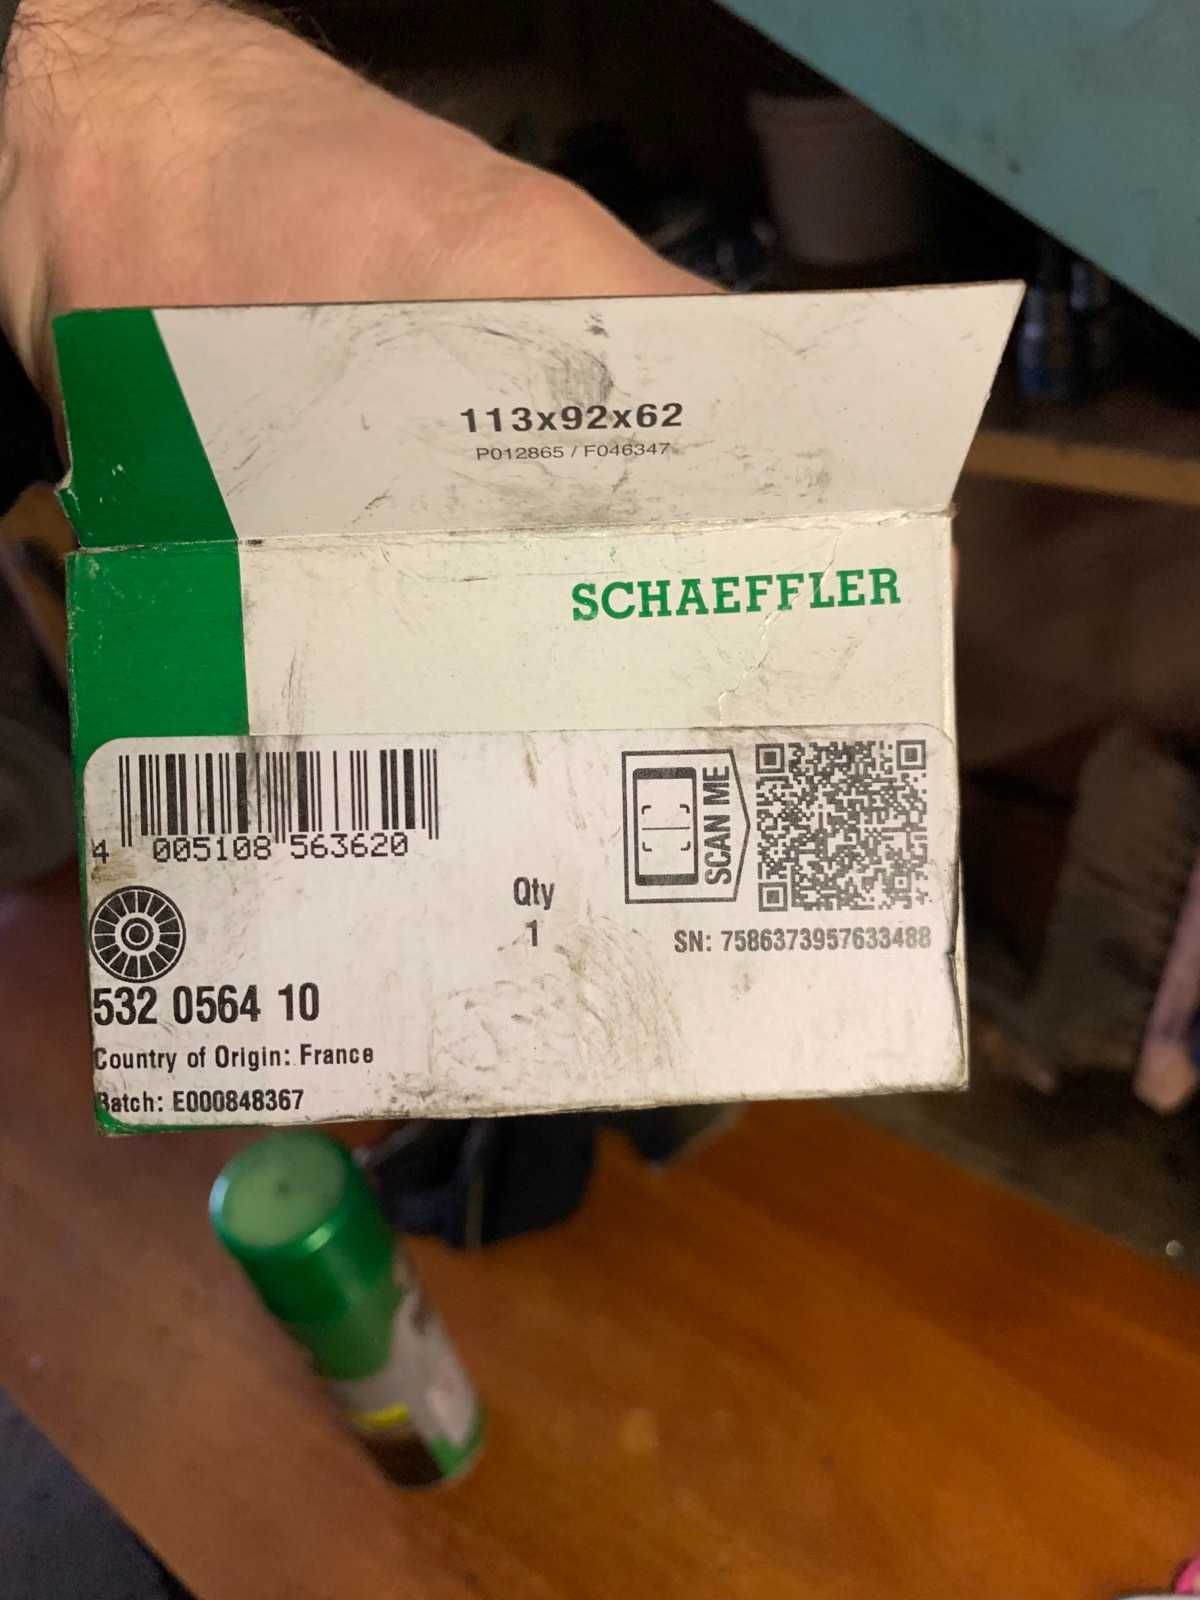 113x92x62
P012865 / F046347
SCHAEFFLER
4 005108 563620
SCAN ME
Qty
1
SN: 7586373957633488
532 0564 10
Country of Origin: France
Batch: E000848367